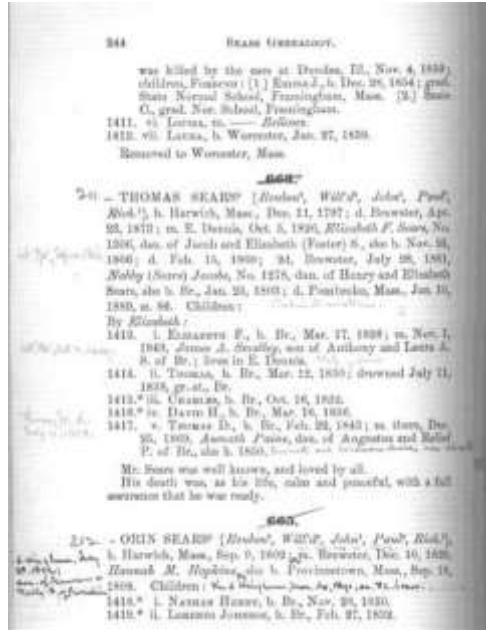 244 SEARS GENEALOGY.
was killed by the cars at Dundee, Ill., Nov. 4, 1859;
children, : (1.) Emma J., b. Dec. 28, 1854; grad.
State Normal School, Framingham, Mass. (2.)
C., grad. Nor. School, Framingham.
1411. vi. m. —— Bellows.
1412. vii. LAURA, b. Worcester, Jan. 27, 1839.
Removed to Worcester, Mass.
211 - THOMAS SEARS [Reuben, Will'd, John, Paul,
Rich.], b. Harwich, Mass., Dec. 11, 1797; d. Brewster, Apr.
23, 1873; m. E. Dennis, Oct. 5, 1826, Elizabeth F. Sears, No.
1306, dau. of Jacob and Elizabeth (Foster) S., she b. Nov.
1806; d. Feb. 15, 1860; 2d, Brewster, July 28, 1861,
Nabby (Sears) Jacobs, No. 1278, dau. of Henry and Elizabeth
Sears, she b. Br., Jan. 23, 1803; d. Pembroke, Mass., Jan. 10,
1889, æ. 86. Children:
By Elizabeth:
1413. i. ELIZABETH F., b. Br., Mar. 17, 1828; m. Nov. 1,
James A. Smalley, son of Anthony and Laura A.
S. of Br.; lives in E. Dennis.
1414. ii. THOMAS, b. Br., Mar. 12, 1830; drowned July 11,
1838, gr.-st., Br.
1415.* iii. CHARLES, b. Br., Oct. 16, 1832.
1416.* iv. DAVID H., b. Br., Mar. 16, 1836.
1417. v. THOMAS D., b. Br., Feb. 22, 1843; m. there, Dec.
25, 1869, Asenath Paine, dau. of Augustus and Relief
P. of Br., she b. 1850.
Mr. Sears was well known, and loved by all.
His death was, as his life, calm and peaceful, with a full
assurance that he was ready.
665.
212 - ORIN SEARS [Reuben, Will'd, John, Paul, Rich.],
b. Harwich, Mass., Sep. 9, 1802; m. Brewster, Dec. 10, 1829,
Hannah M. Hopkins, she b. Provincetown, Mass., Sep. 18,
1808. Children:
1418.* i. NATHAN HENRY, b. Br., Nov. 28, 1830.
1419.* ii. LORENZO JOHNSON, b. Br., Feb. 27, 1832.